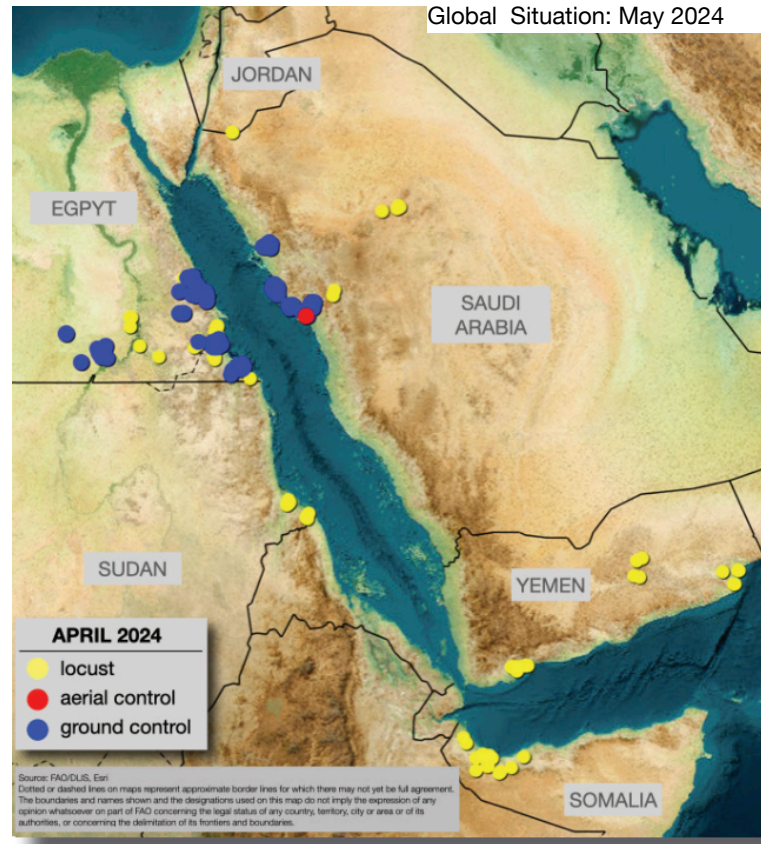 Global Situation: May 2024
JORDAN
EGPYT
SAUDI
ARABIA
SUDAN
YEMEN
APRIL 2024
locust
aerial control
ground control
SOMALIA
Source: FAO/DLIS, Esri
Dotted or dashed lines on maps represent approximate border lines for which there may not yet be full agreement.
The boundaries and names shown and the designations used on this map do not imply the expression of any
opinion whatsoever on part of FAO concerning the legal status of any country, territory, city or area or of its
authorities, or concerning the delimitation of its frontiers and boundaries.